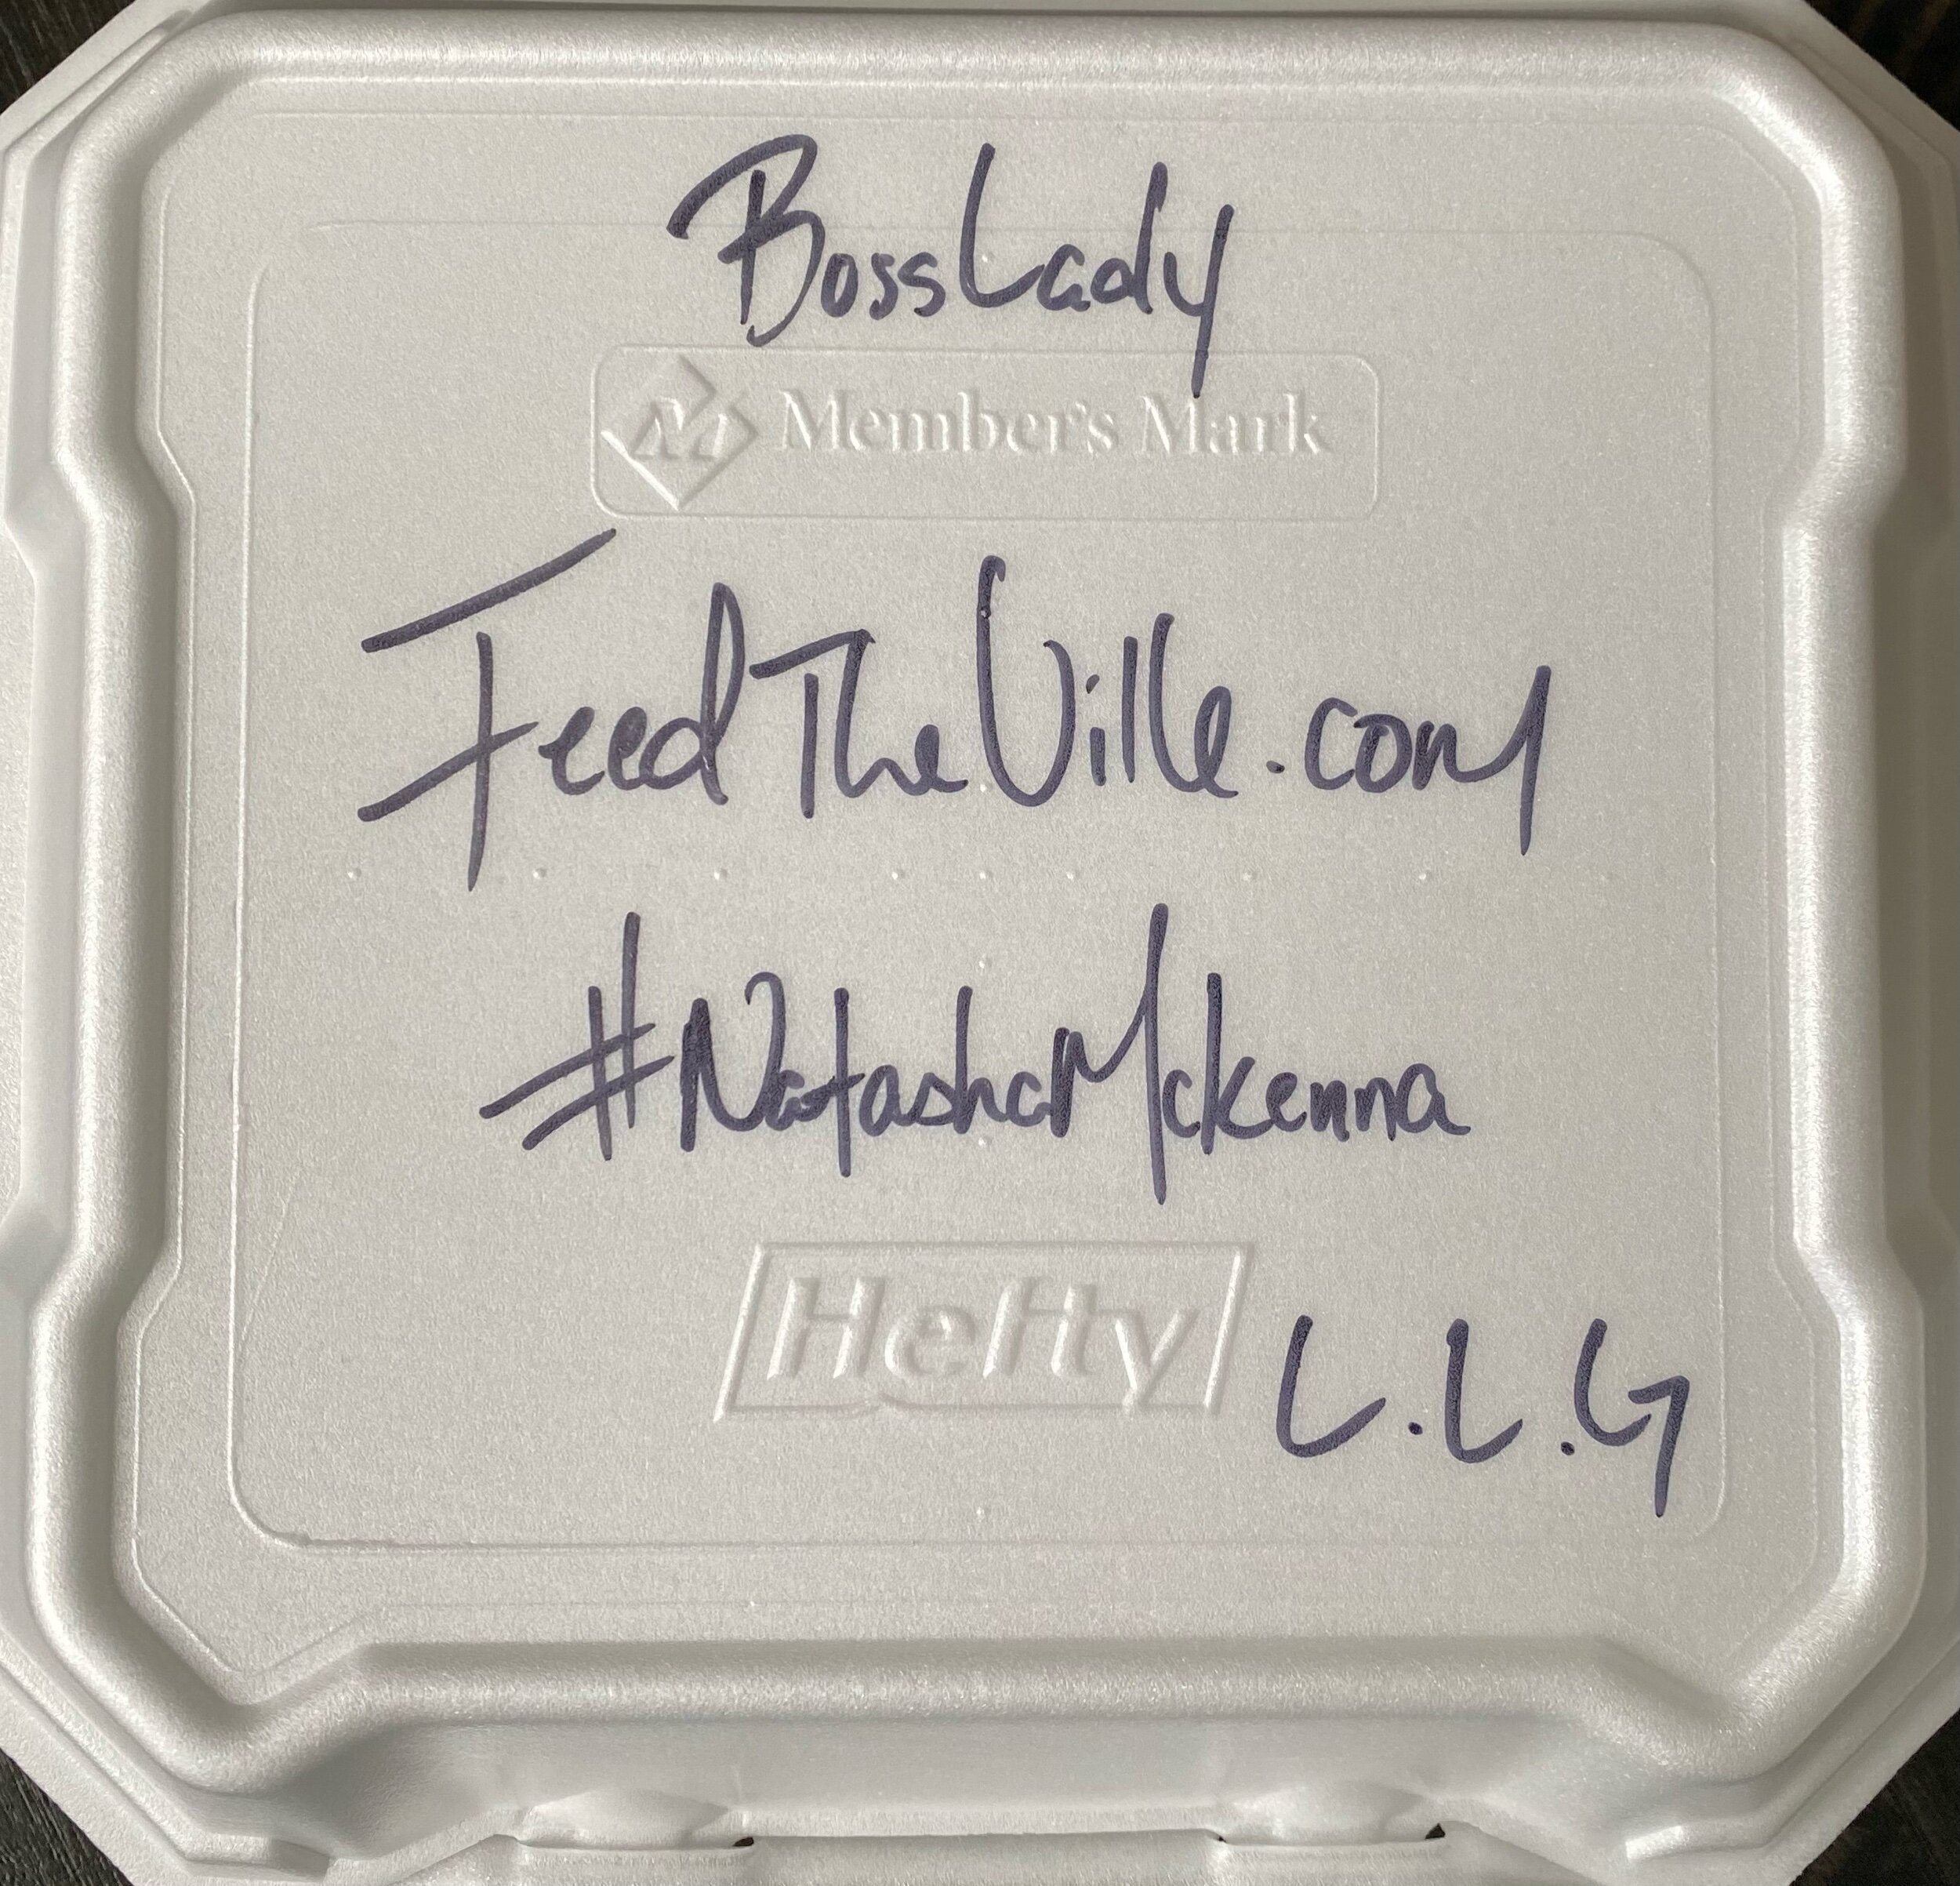 BossLady
M Member's Mark
FeedTheVille.com
#NatashaMckenna
Hefty
L.L.G